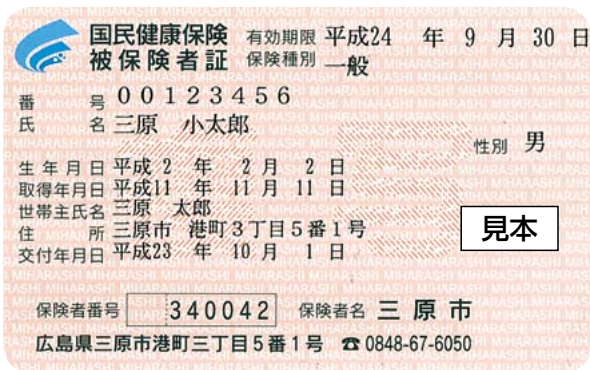 国民健康保険 有効期限 平成24 年 9 月 30 日
被保険者証 保険種別 一般
番号 00123456
氏名 三原 小太郎
性別 男
生年月日 平成 2 年 2 月 2 日
取得年月日 平成11 年 11 月 11 日
世帯主氏名 三原 太郎
住所 三原市 港町3丁目5番1号
見本
交付年月日 平成23 年 10 月 1 日
保険者番号 340042 保険者名 三原市
広島県三原市港町三丁目5番1号 ☎0848-67-6050